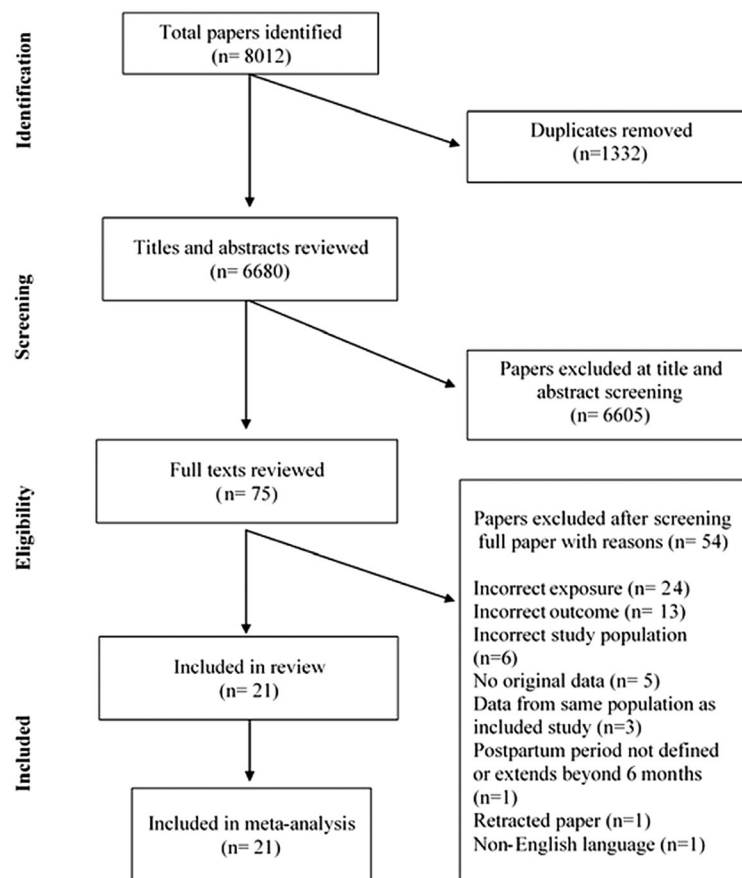 Identification
Total papers identified
(n= 8012)
Duplicates removed
(n=1332)
Screening
Titles and abstracts reviewed
(n= 6680)
Papers excluded at title and
abstract screening
(n= 6605)
Eligibility
Full texts reviewed
(n= 75)
Papers excluded after screening
full paper with reasons (n= 54)
Incorrect exposure (n= 24)
Incorrect outcome (n= 13)
Incorrect study population
(n=6)
No original data (n= 5)
Data from same population as
included study (n=3)
Postpartum period not defined
or extends beyond 6 months
(n=1)
Retracted paper (n=1)
Non-English language (n=1)
Included
Included in review
(n= 21)
Included in meta-analysis
(n= 21)